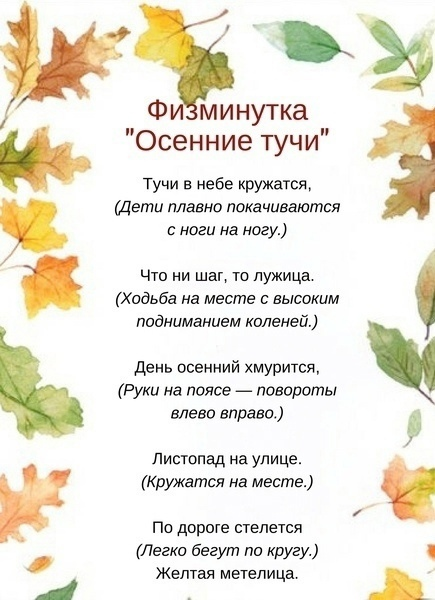 Физминутка
"Осенние тучи"
Тучи в небе кружатся,
(Дети плавно покачиваются
с ноги на ногу.)
Что ни шаг, то лужица.
(Ходьба на месте с высоким
подниманием коленей.)
День осенний хмурится,
(Руки на поясе — повороты
влево вправо.)
Листопад на улице.
(Кружатся на месте.)
По дороге стелется
(Легко бегут по кругу.)
Желтая метелица.